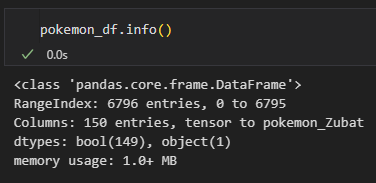 pokemon_df.info()
✓ 0.0s
<class 'pandas.core.frame.DataFrame'>
RangeIndex: 6796 entries, 0 to 6795
Columns: 150 entries, tensor to pokemon_Zubat
dtypes: bool(149), object(1)
memory usage: 1.0+ MB